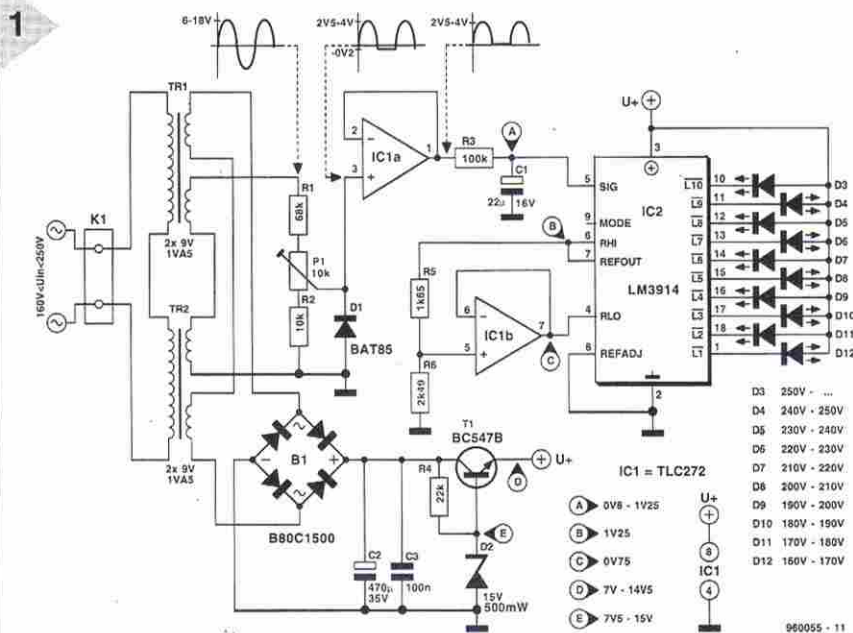 1
6-18V
2V5-4V
-0V2
2V5-4V
TR1
K1
160V<Uin<250V
2x 9V
1VA5
TR2
2x 9V
1VA5
R1
68k
P1
10k
R2
10k
D1
BAT85
2
3
1
IC1a
R3
100k
A
C1
22µ
16V
B
R5
1k65
R6
2k49
6
5
7
IC1b
C
U+
3
5
SIG
9
MODE
6
RHI
7
REFOUT
4
RLO
8
REFADJ
IC2
LM3914
2
L10
10
D3
L9
11
D4
L8
12
D5
L7
13
D6
L6
14
D7
L5
15
D8
L4
16
D9
L3
17
D10
L2
18
D11
L1
1
D12
B1
B80C1500
C2
470µ
35V
C3
100n
R4
22k
T1
BC547B
D
U+
E
D2
15V
500mW
IC1 = TLC272
A 0V8 - 1V25
B 1V25
C 0V75
D 7V - 14V5
E 7V5 - 15V
U+
8
IC1
4
D3 250V - ...
D4 240V - 250V
D5 230V - 240V
D6 220V - 230V
D7 210V - 220V
D8 200V - 210V
D9 190V - 200V
D10 180V - 190V
D11 170V - 180V
D12 160V - 170V
960055 - 11